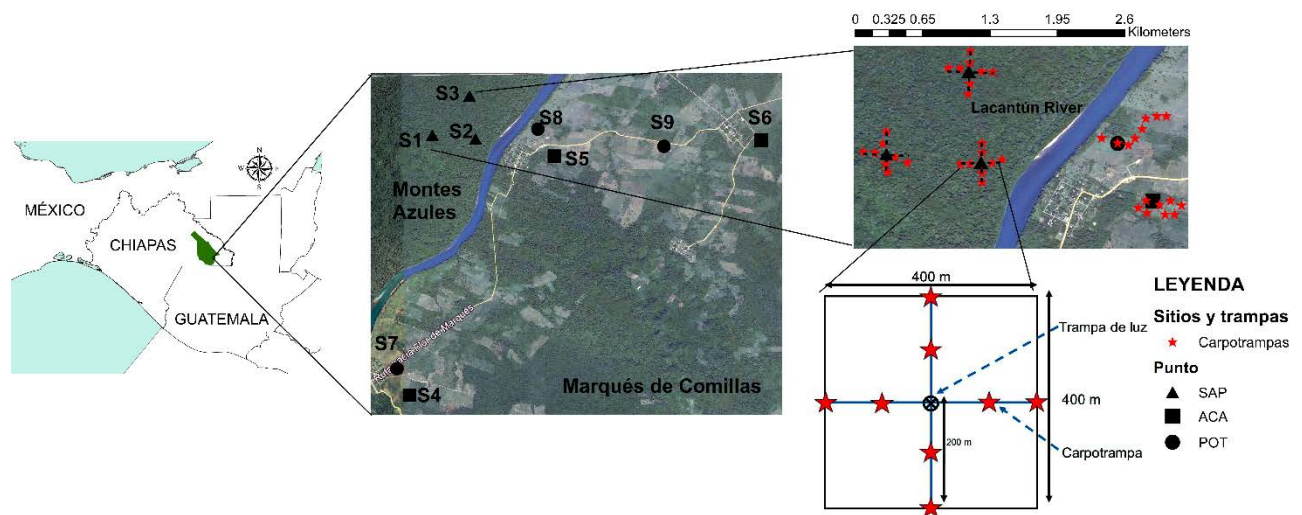 MÉXICO
CHIAPAS
GUATEMALA
N
W
E
S
S3
S1
S2
S8
S9
S6
S5
Montes
Azules
S7
S4
Marqués de Comillas
0 0.325 0.65 1.3 1.95 2.6
Kilometers
Lacantún River
400 m
400 m
200 m
Trampa de luz
Carpotrampa
LEYENDA
Sitios y trampas
Carpotrampas
Punto
SAP
ACA
POT